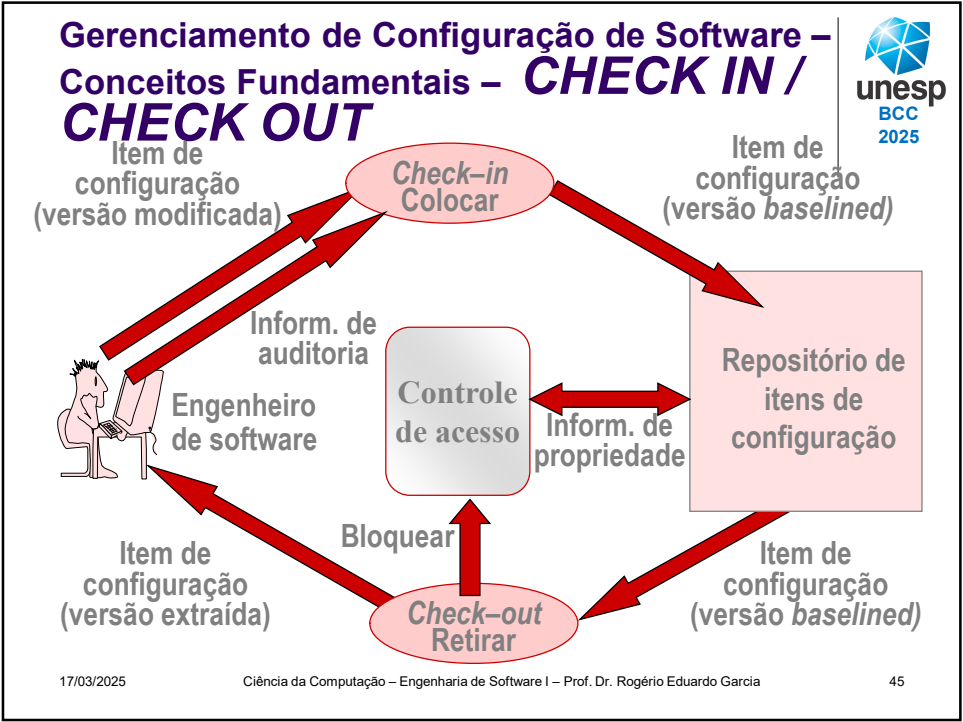 Gerenciamento de Configuração de Software –
Conceitos Fundamentais – CHECK IN /
CHECK OUT
unesp
BCC
2025
Item de
configuração
(versão modificada)
Check–in
Colocar
Item de
configuração
(versão baselined)
Inform. de
auditoria
Engenheiro
de software
Controle
de acesso
Inform. de
propriedade
Repositório de
itens de
configuração
Bloquear
Item de
configuração
(versão extraída)
Check–out
Retirar
Item de
configuração
(versão baselined)
17/03/2025
Ciência da Computação – Engenharia de Software I – Prof. Dr. Rogério Eduardo Garcia
45